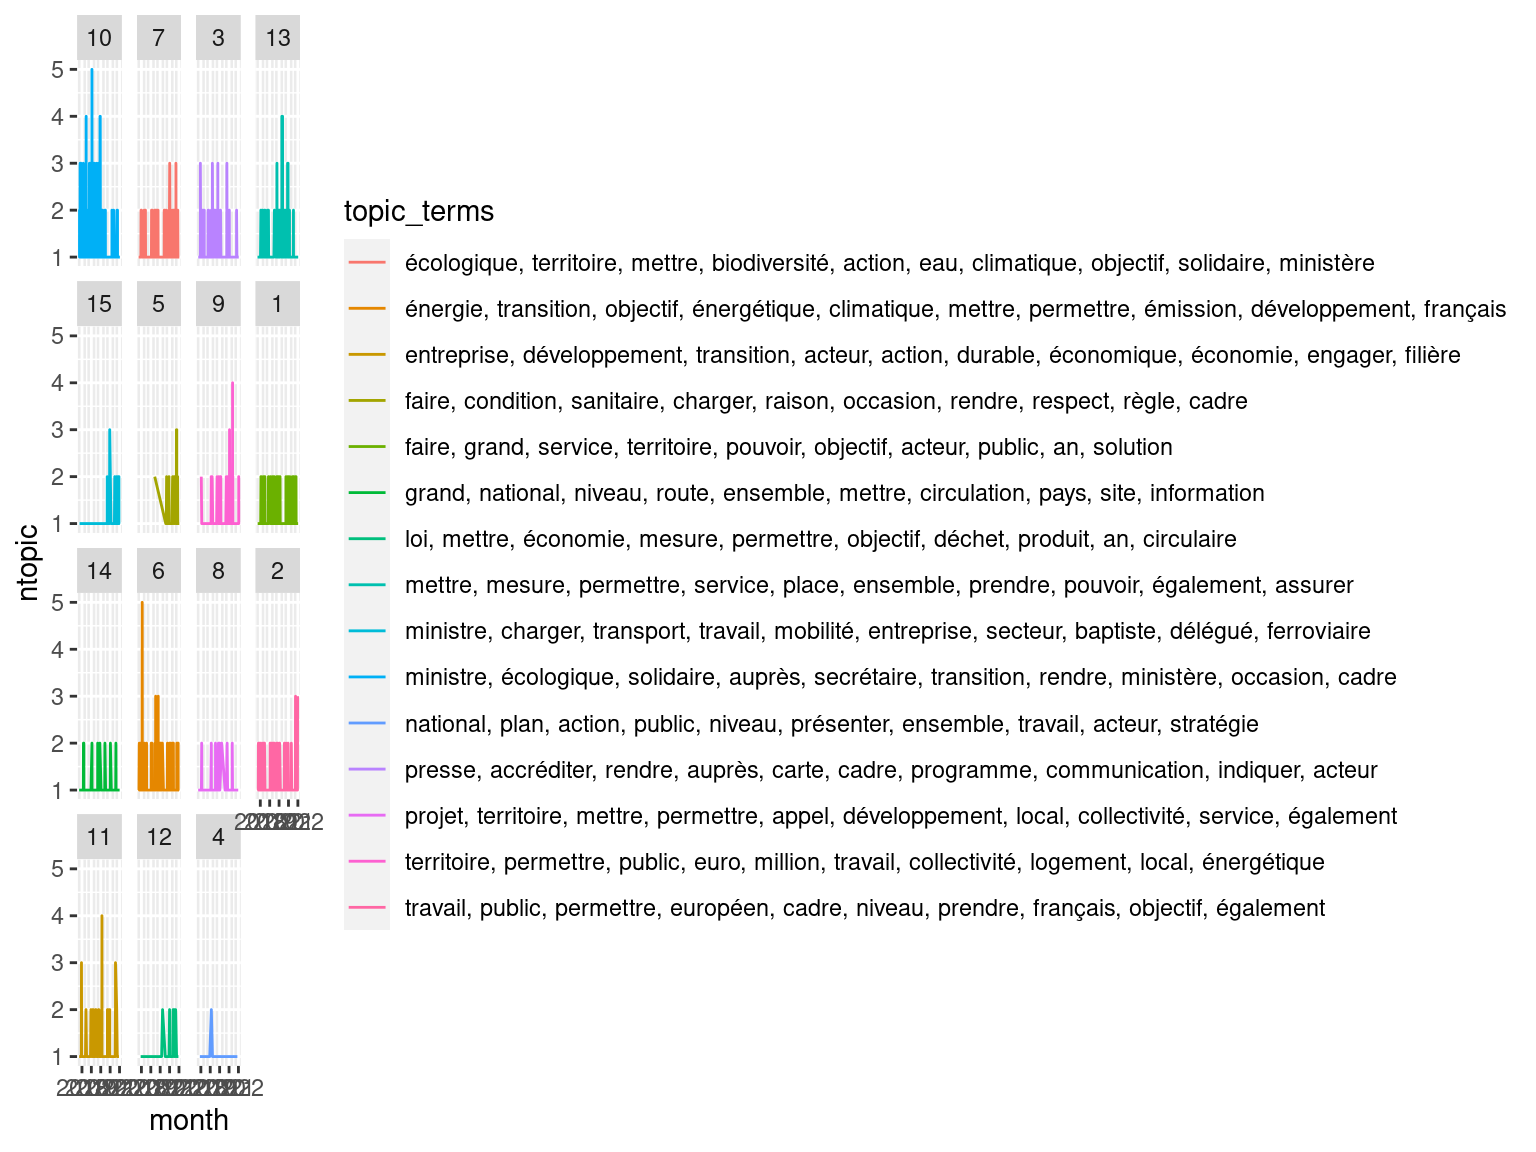 10 7 3 13
5
4
3
2
1
15 5 9 1
5
4
3
2
1
14 6 8 2
5
4
3
2
1
11 12 4
5
4
3
2
1
ntopic
month
topic_terms
écologique, territoire, mettre, biodiversité, action, eau, climatique, objectif, solidaire, ministère
énergie, transition, objectif, énergétique, climatique, mettre, permettre, émission, développement, français
entreprise, développement, transition, acteur, action, durable, économique, économie, engager, filière
faire, condition, sanitaire, charger, raison, occasion, rendre, respect, règle, cadre
faire, grand, service, territoire, pouvoir, objectif, acteur, public, an, solution
grand, national, niveau, route, ensemble, mettre, circulation, pays, site, information
loi, mettre, économie, mesure, permettre, objectif, déchet, produit, an, circulaire
mettre, mesure, permettre, service, place, ensemble, prendre, pouvoir, également, assurer
ministre, charger, transport, travail, mobilité, entreprise, secteur, baptiste, délégué, ferroviaire
ministre, écologique, solidaire, auprès, secrétaire, transition, rendre, ministère, occasion, cadre
national, plan, action, public, niveau, présenter, ensemble, travail, acteur, stratégie
presse, accréditer, rendre, auprès, carte, cadre, programme, communication, indiquer, acteur
projet, territoire, mettre, permettre, appel, développement, local, collectivité, service, également
territoire, permettre, public, euro, million, travail, collectivité, logement, local, énergétique
travail, public, permettre, européen, cadre, niveau, prendre, français, objectif, également